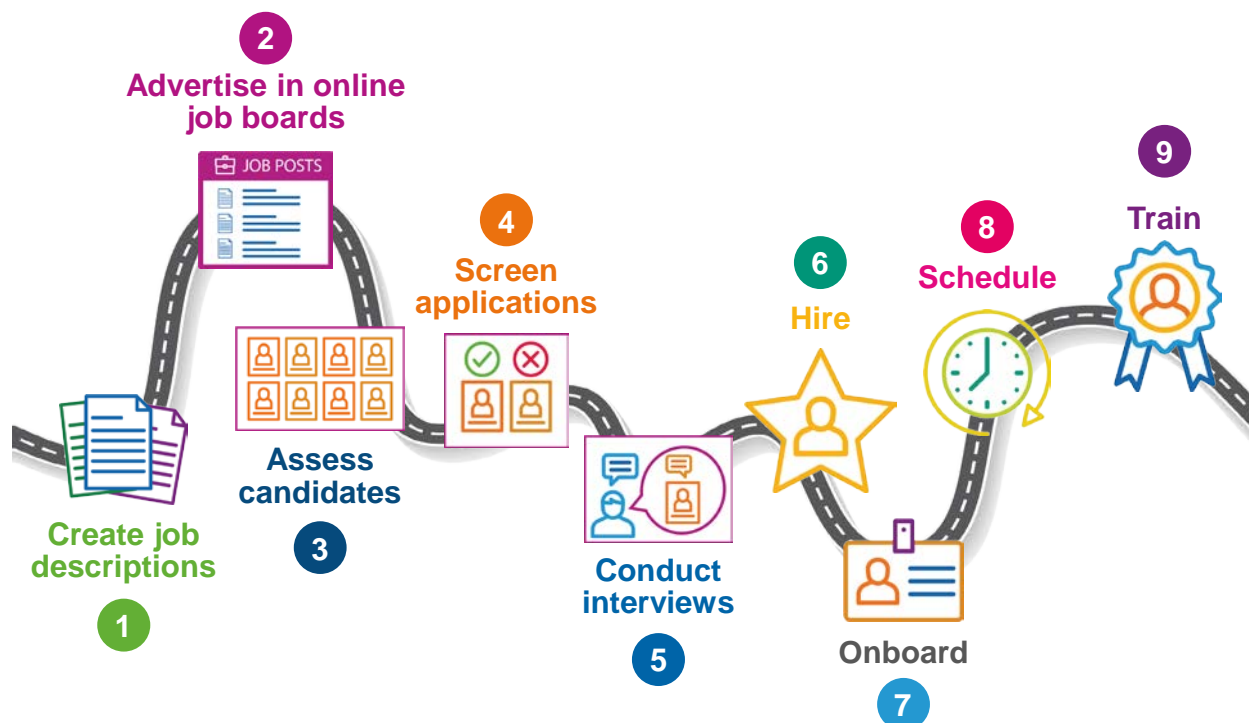 1
Create job
descriptions
2
Advertise in online
job boards
JOB POSTS
3
Assess
candidates
4
Screen
applications
5
Conduct
interviews
6
Hire
7
Onboard
8
Schedule
9
Train